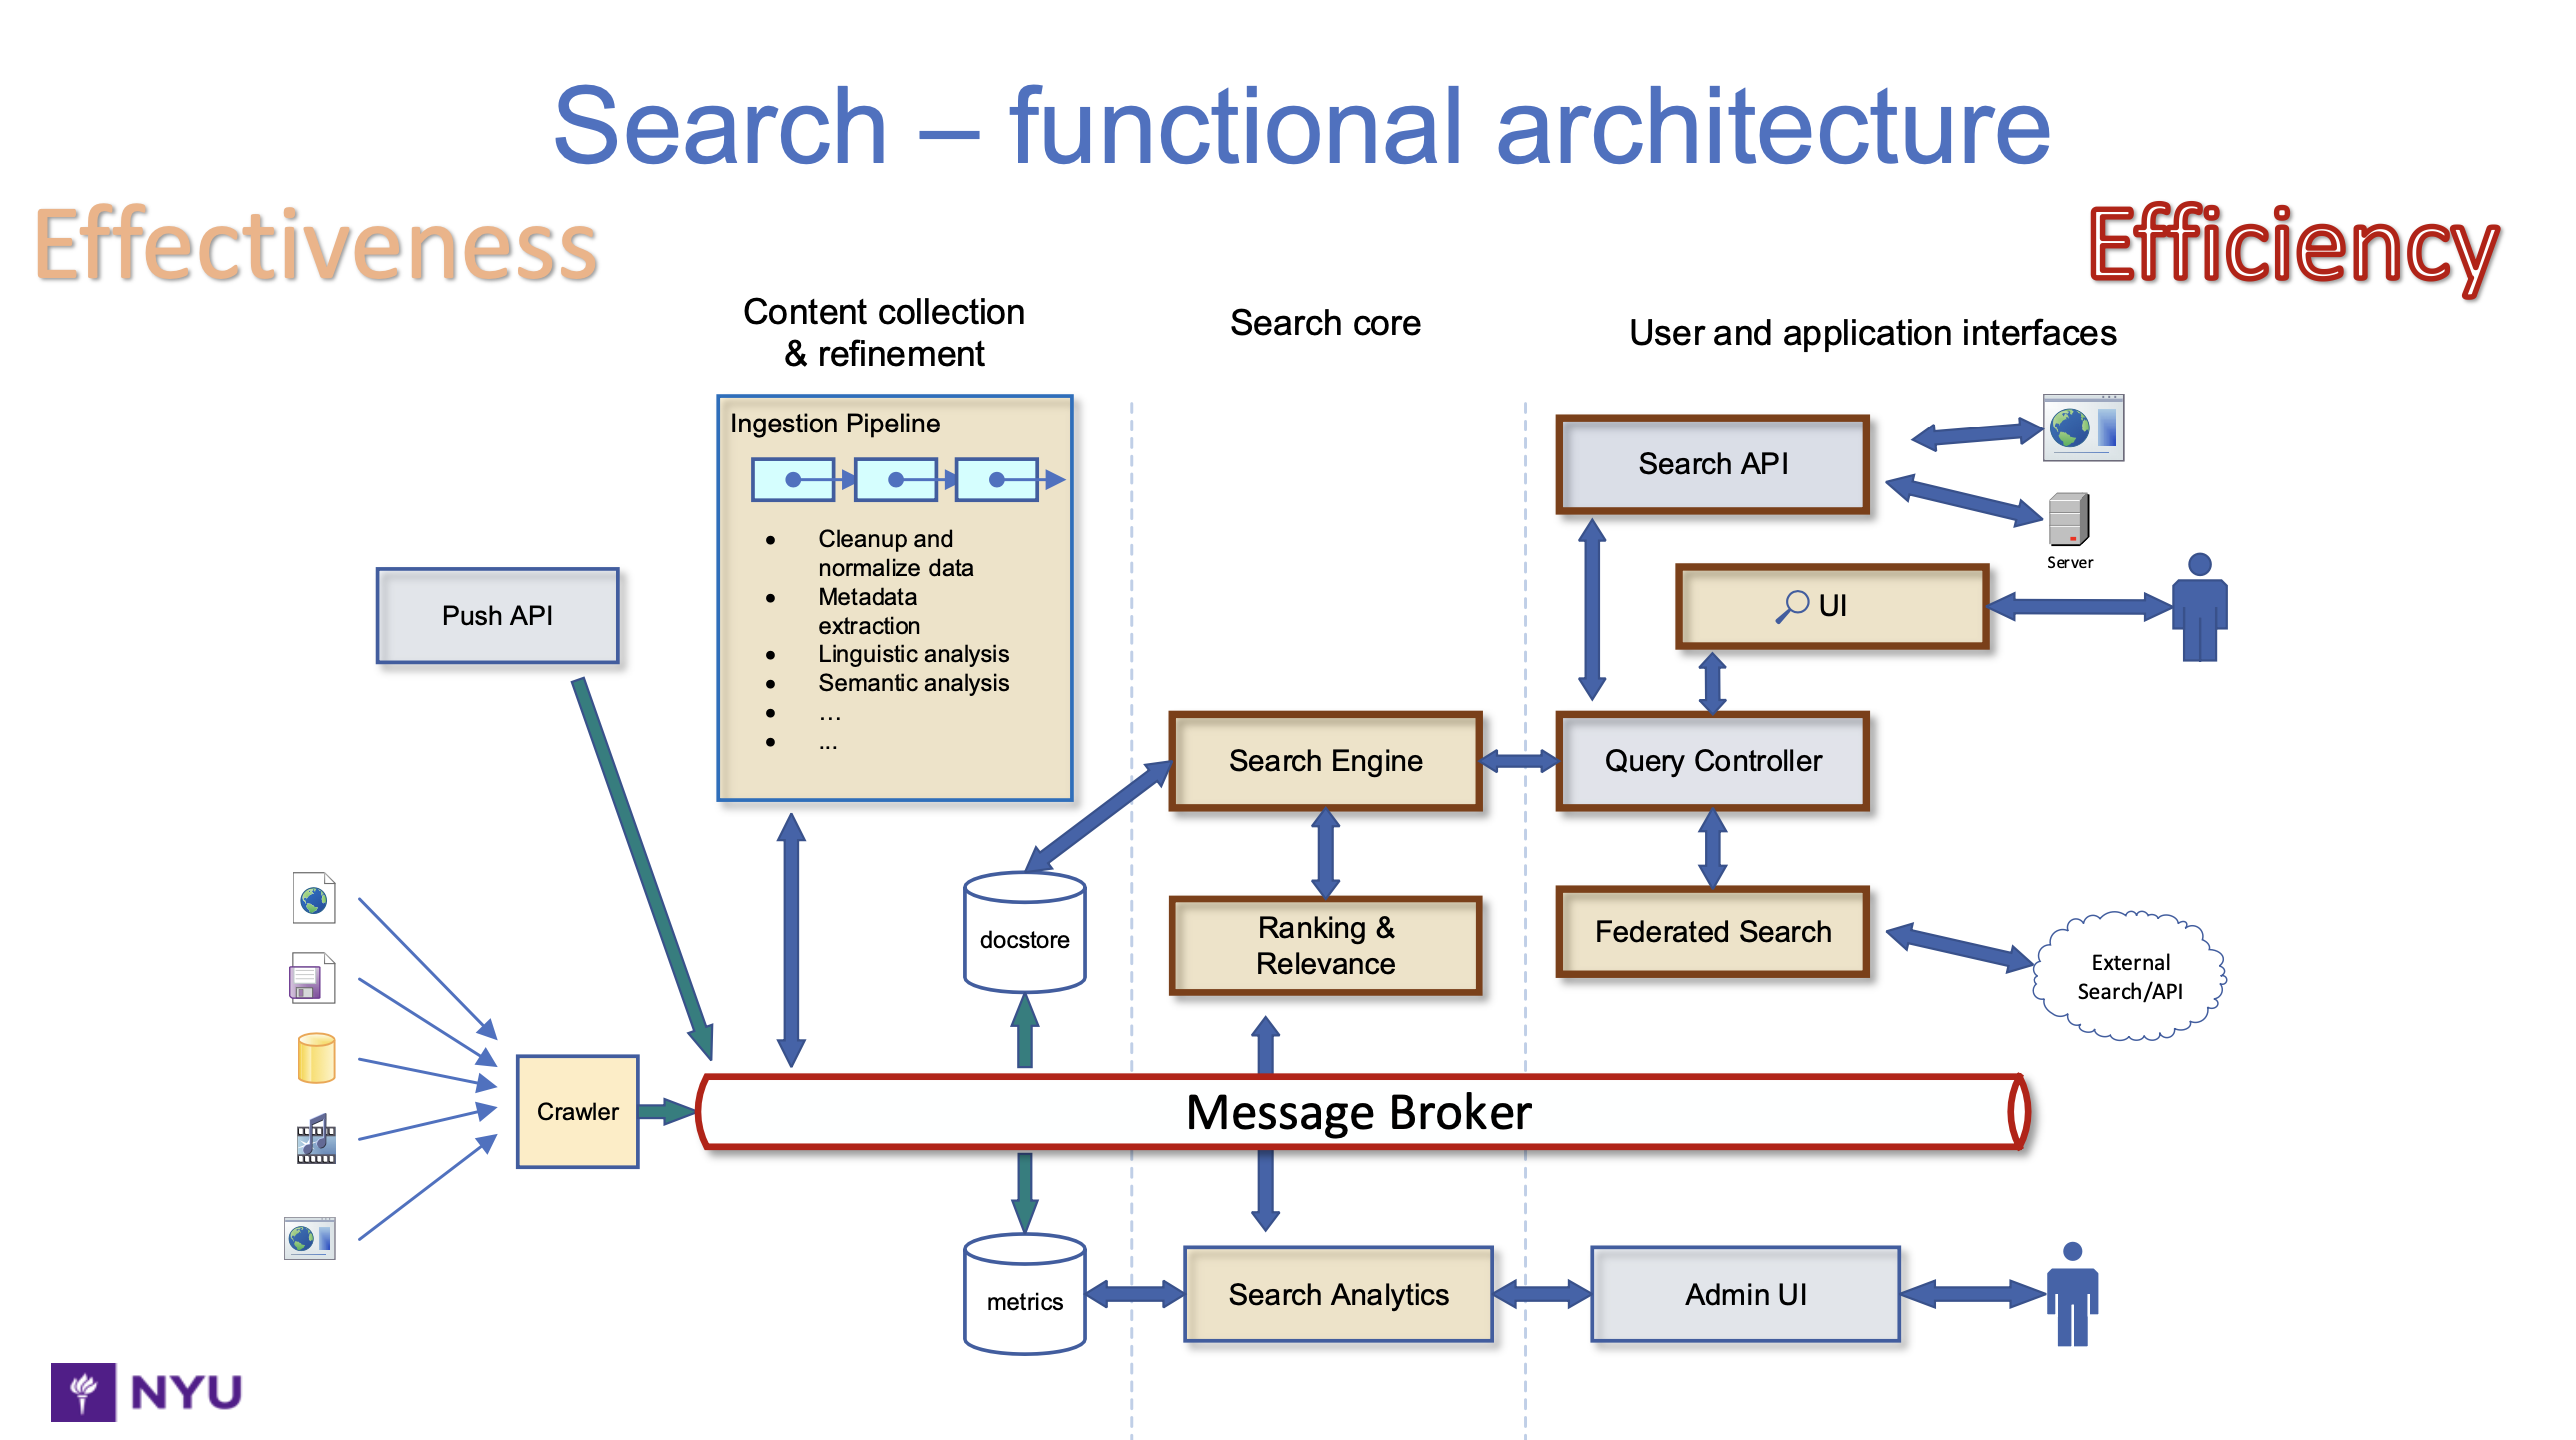 Search – functional architecture
Effectiveness
Efficiency
Content collection
& refinement
Search core
User and application interfaces
Ingestion Pipeline
• Cleanup and
normalize data
• Metadata
extraction
• Linguistic analysis
• Semantic analysis
• …
• ...
Push API
Search API
Server
UI
Search Engine
Query Controller
docstore
Ranking &
Relevance
Federated Search
External
Search/API
Crawler
Message Broker
metrics
Search Analytics
Admin UI
NYU